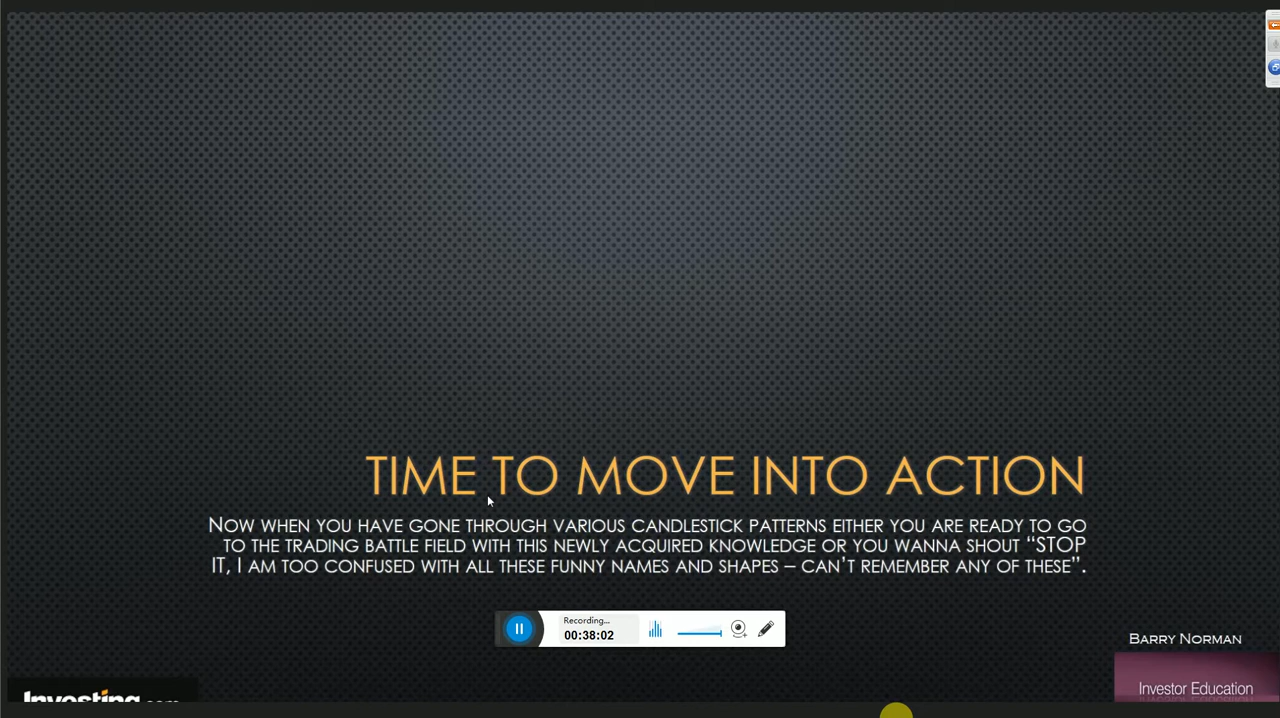 TIME TO MOVE INTO ACTION
NOW WHEN YOU HAVE GONE THROUGH VARIOUS CANDLESTICK PATTERNS EITHER YOU ARE READY TO GO
TO THE TRADING BATTLE FIELD WITH THIS NEWLY ACQUIRED KNOWLEDGE OR YOU WANNA SHOUT “STOP
IT, I AM TOO CONFUSED WITH ALL THESE FUNNY NAMES AND SHAPES – CAN’T REMEMBER ANY OF THESE”.
Recording...
00:38:02
BARRY NORMAN
Investor Education
Investing.com